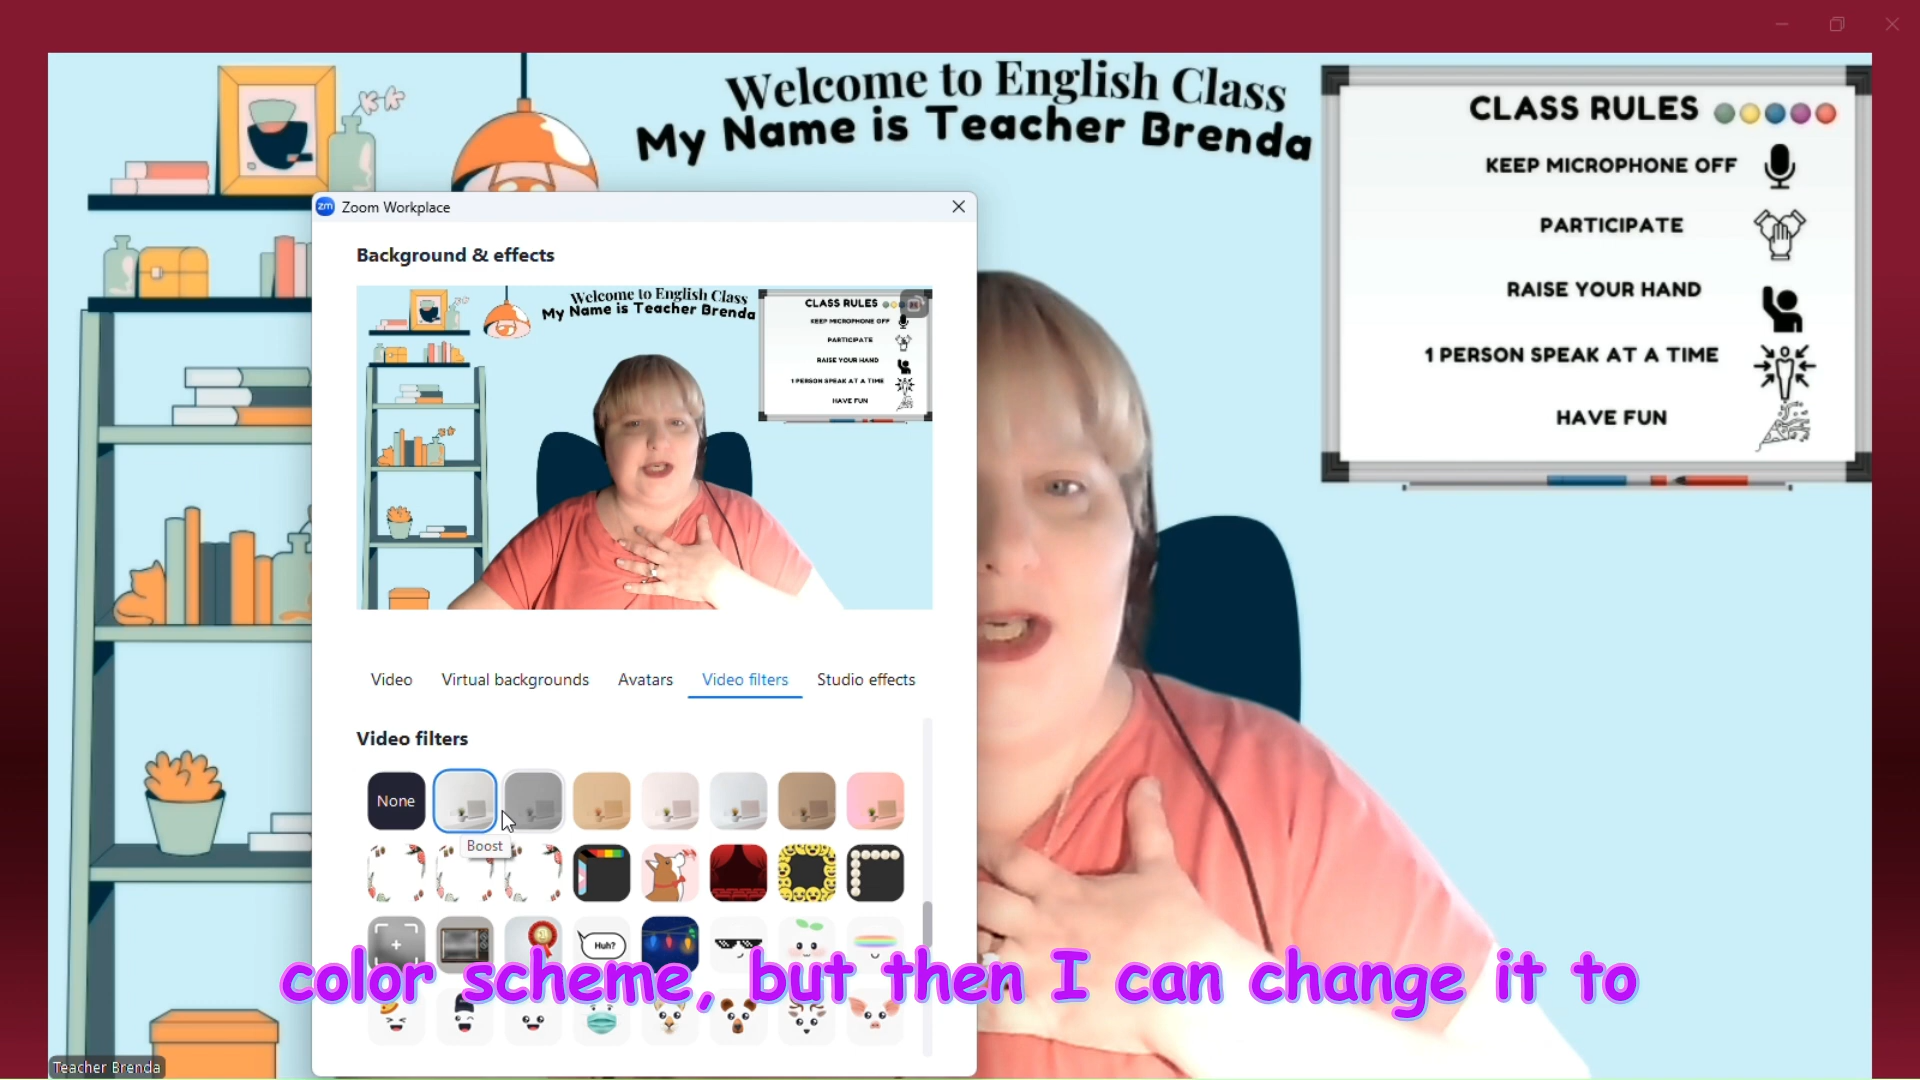 Welcome to English Class
My Name is Teacher Brenda
CLASS RULES
KEEP MICROPHONE OFF
PARTICIPATE
RAISE YOUR HAND
1 PERSON SPEAK AT A TIME
HAVE FUN
zm Zoom Workplace
Background & effects
Welcome to English Class
My Name is Teacher Brenda
CLASS RULES
KEEP MICROPHONE OFF
PARTICIPATE
RAISE YOUR HAND
1 PERSON SPEAK AT A TIME
HAVE FUN
Video Virtual backgrounds Avatars Video filters Studio effects
Video filters
None
Boost
Huh?
color scheme, but then I can change it to
Teacher Brenda